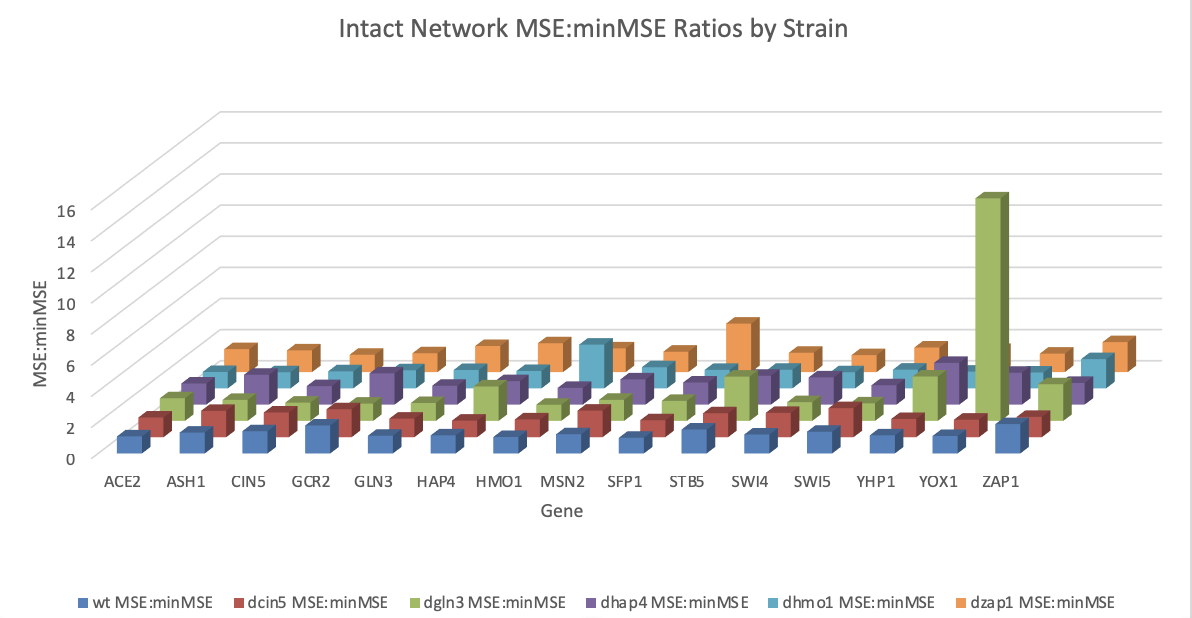 Intact Network MSE:minMSE Ratios by Strain
16
14
12
10
8
6
4
2
0
MSE:minMSE
ACE2 ASH1 CIN5 GCR2 GLN3 HAP4 HMO1 MSN2 SFP1 STB5 SWI4 SWI5 YHP1 YOX1 ZAP1
Gene
wt MSE:minMSE dcin5 MSE:minMSE dgln3 MSE:minMSE dhap4 MSE:minMSE dhmo1 MSE:minMSE dzap1 MSE:minMSE